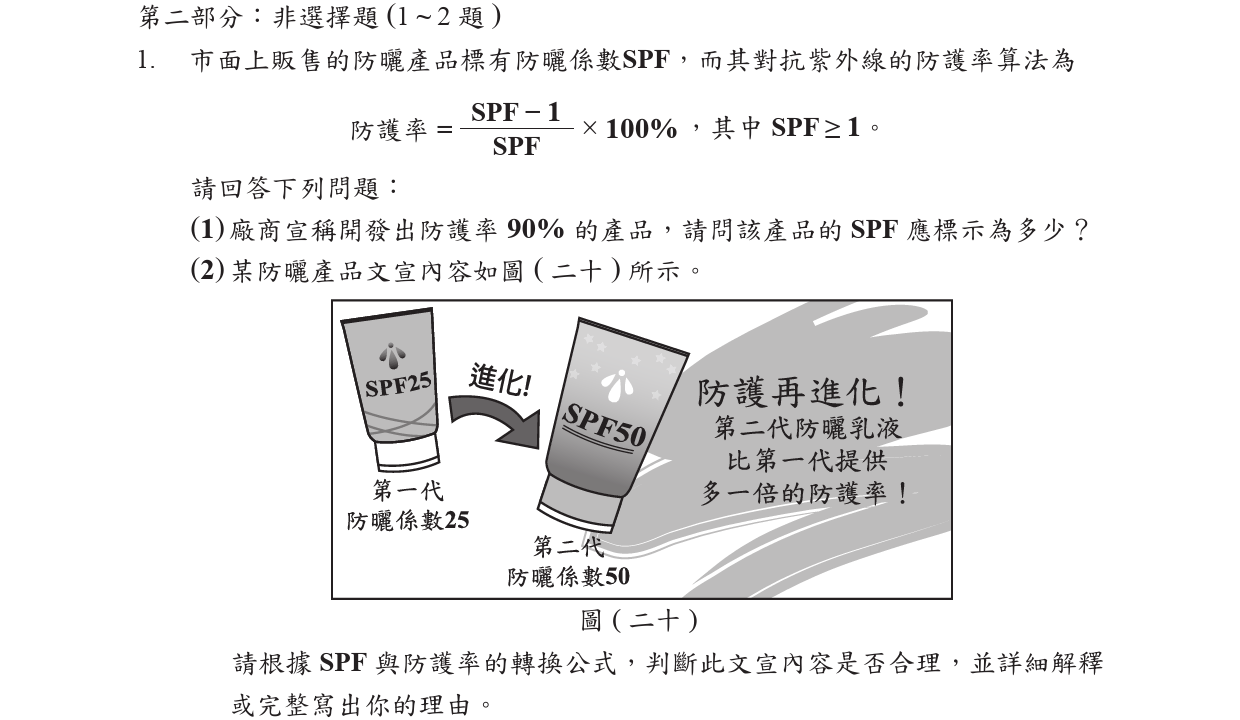 第二部分：非選擇題 (1 ~ 2 題)
1. 市面上販售的防曬產品標有防曬係數SPF，而其對抗紫外線的防護率算法為
防護率 = (SPF − 1) / SPF × 100%，其中 SPF ≥ 1。
請回答下列問題：
(1) 廠商宣稱開發出防護率 90% 的產品，請問該產品的 SPF 應標示為多少？
(2) 某防曬產品文宣內容如圖 (二十) 所示。
SPF25
進化!
SPF50
防護再進化！
第二代防曬乳液
比第一代提供
多一倍的防護率！
第一代
防曬係數25
第二代
防曬係數50
圖 (二十)
請根據 SPF 與防護率的轉換公式，判斷此文宣內容是否合理，並詳細解釋
或完整寫出你的理由。